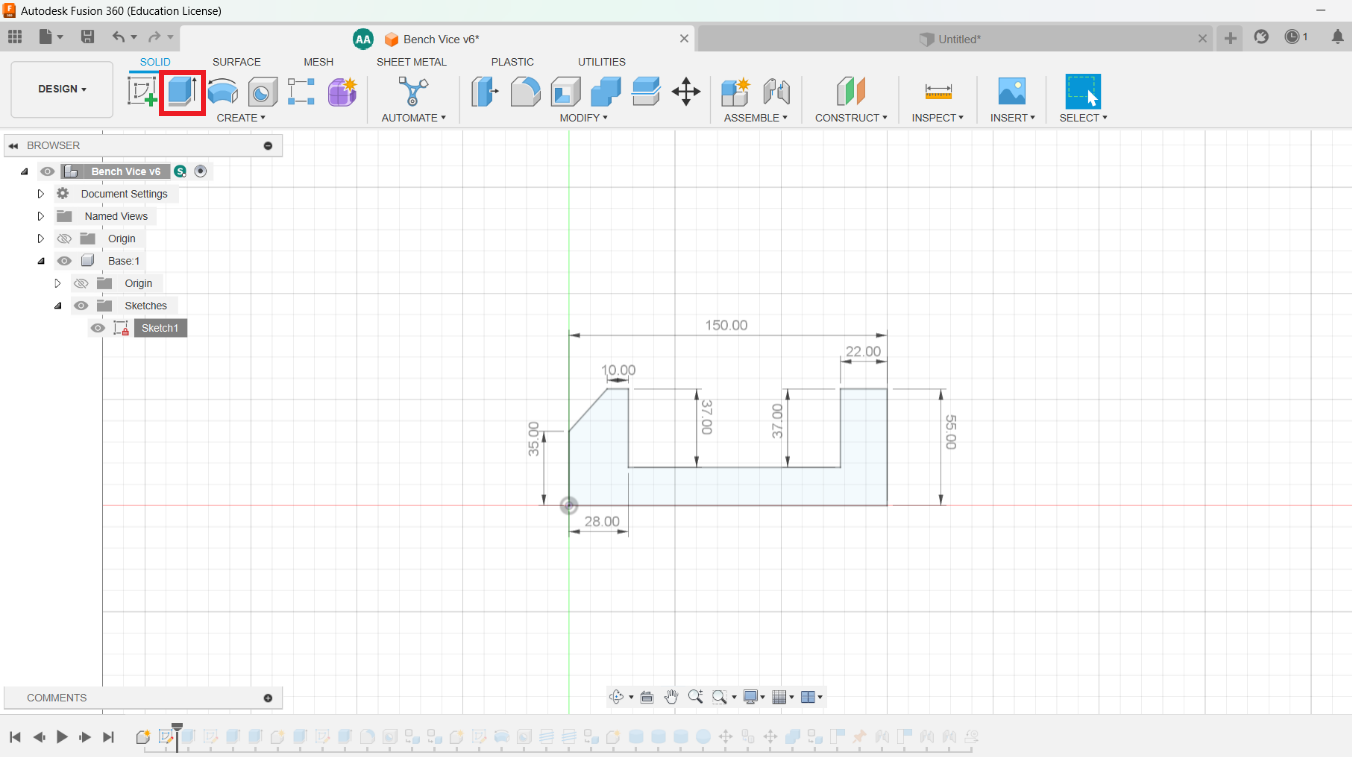 Autodesk Fusion 360 (Education License)
AA Bench Vice v6*
Untitled*
1
SOLID SURFACE MESH SHEET METAL PLASTIC UTILITIES
DESIGN
CREATE AUTOMATE MODIFY ASSEMBLE CONSTRUCT INSPECT INSERT SELECT
BROWSER
Bench Vice v6 S
Document Settings
Named Views
Origin
Base:1
Origin
Sketches
Sketch1
150.00
22.00
10.00
37.00
37.00
35.00
55.00
28.00
COMMENTS